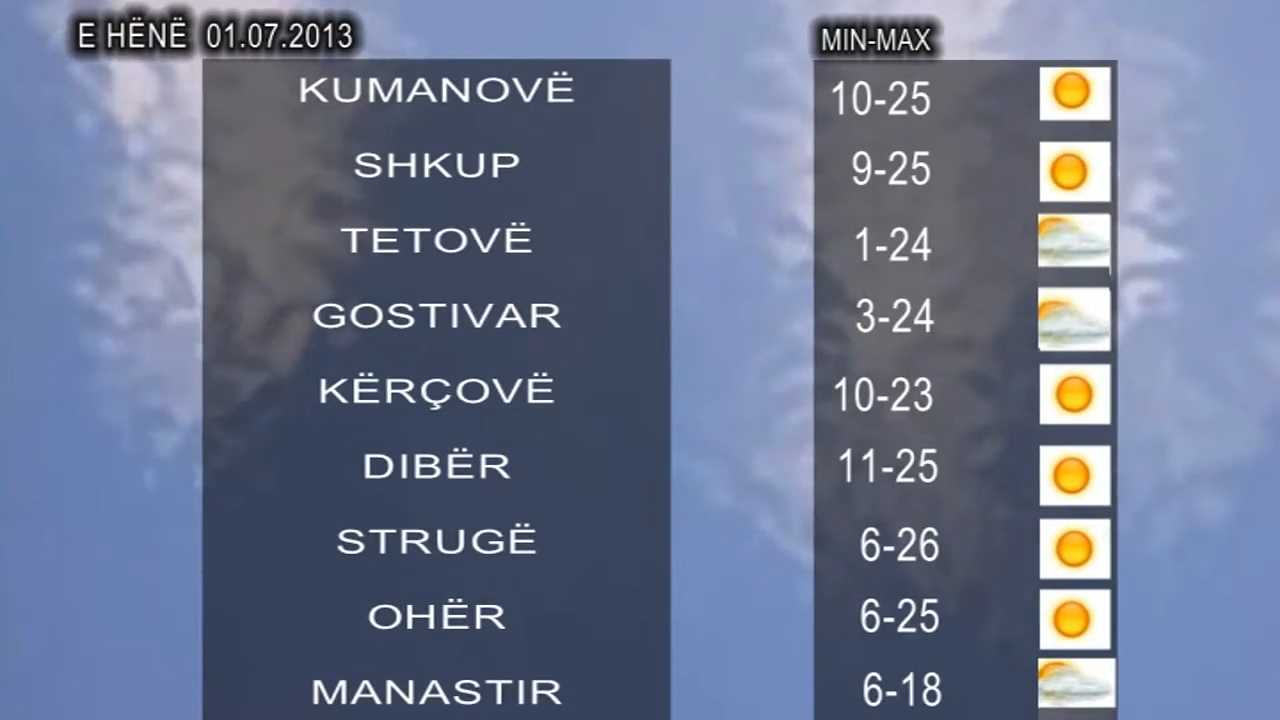 E HËNË 01.07.2013 MIN-MAX
KUMANOVË 10-25
SHKUP 9-25
TETOVË 1-24
GOSTIVAR 3-24
KËRÇOVË 10-23
DIBËR 11-25
STRUGË 6-26
OHËR 6-25
MANASTIR 6-18